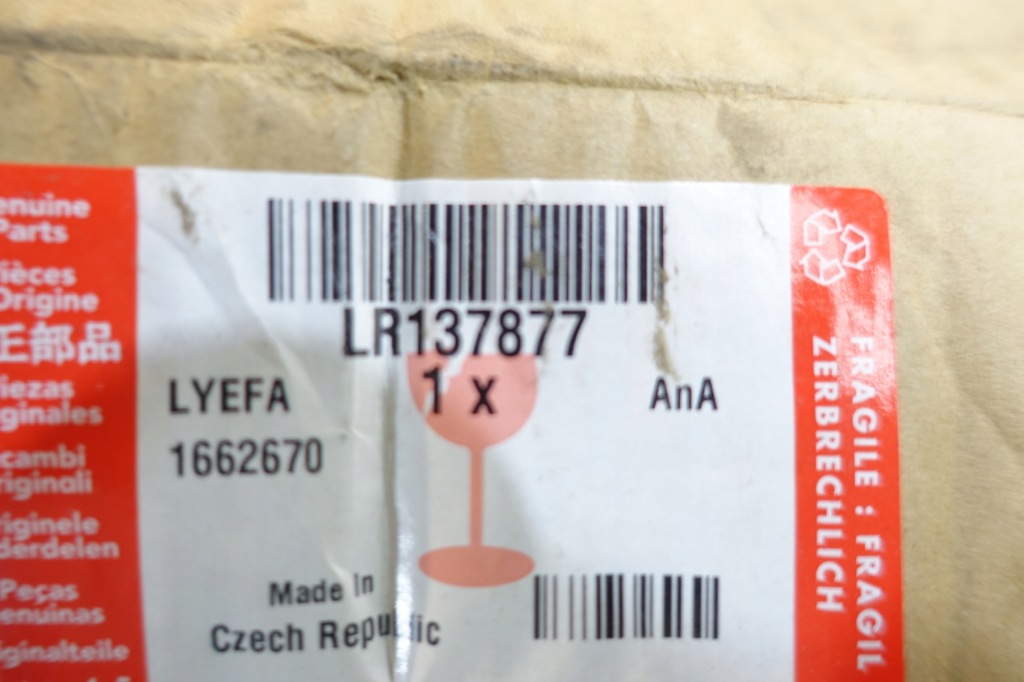 enuine
Parts
ièces
Origine
正部品
iezas
ginales
cambi
riginali
riginele
derdelen
Peças
enuinas
iginalteile
LR137877
1 x
LYEFA
AnA
1662670
Made in
Czech Republic
FRAGILE : FRAGIL
ZERBRECHLICH